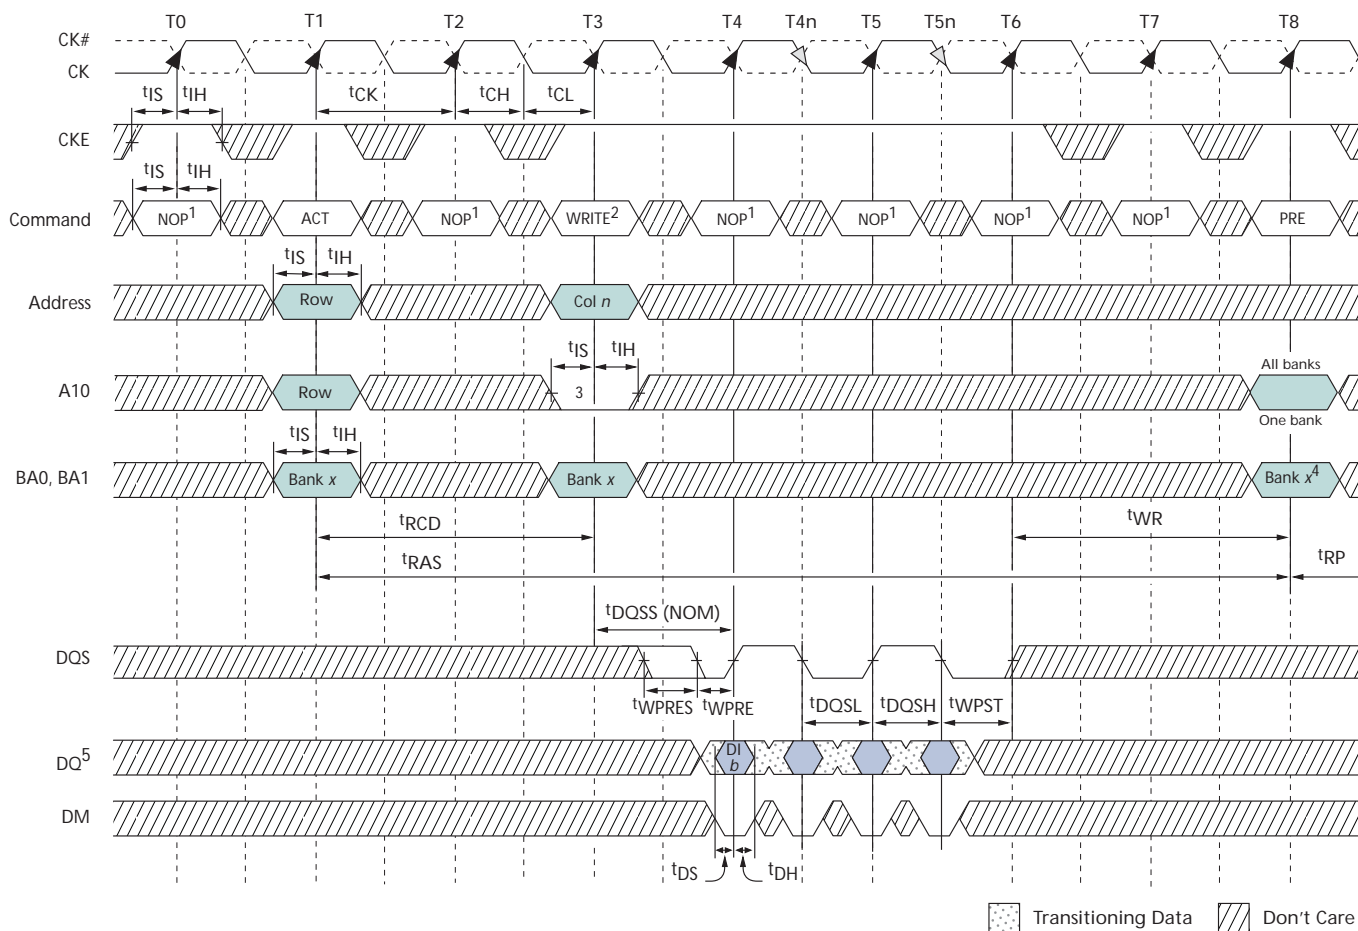 T0 T1 T2 T3 T4 T4n T5 T5n T6 T7 T8
CK#
CK
tIS tIH tCK tCH tCL
CKE
tIS tIH
Command NOP1 ACT NOP1 WRITE2 NOP1 NOP1 NOP1 NOP1 PRE
tIS tIH
Address Row Col n
tIS tIH All banks
A10 Row 3
One bank
tIS tIH
BA0, BA1 Bank x Bank x Bank x4
tRCD tWR
tRAS tRP
tDQSS (NOM)
DQS
tWPRES tWPRE tDQSL tDQSH tWPST
DQ5 DI b
DM
tDS tDH
Transitioning Data Don't Care